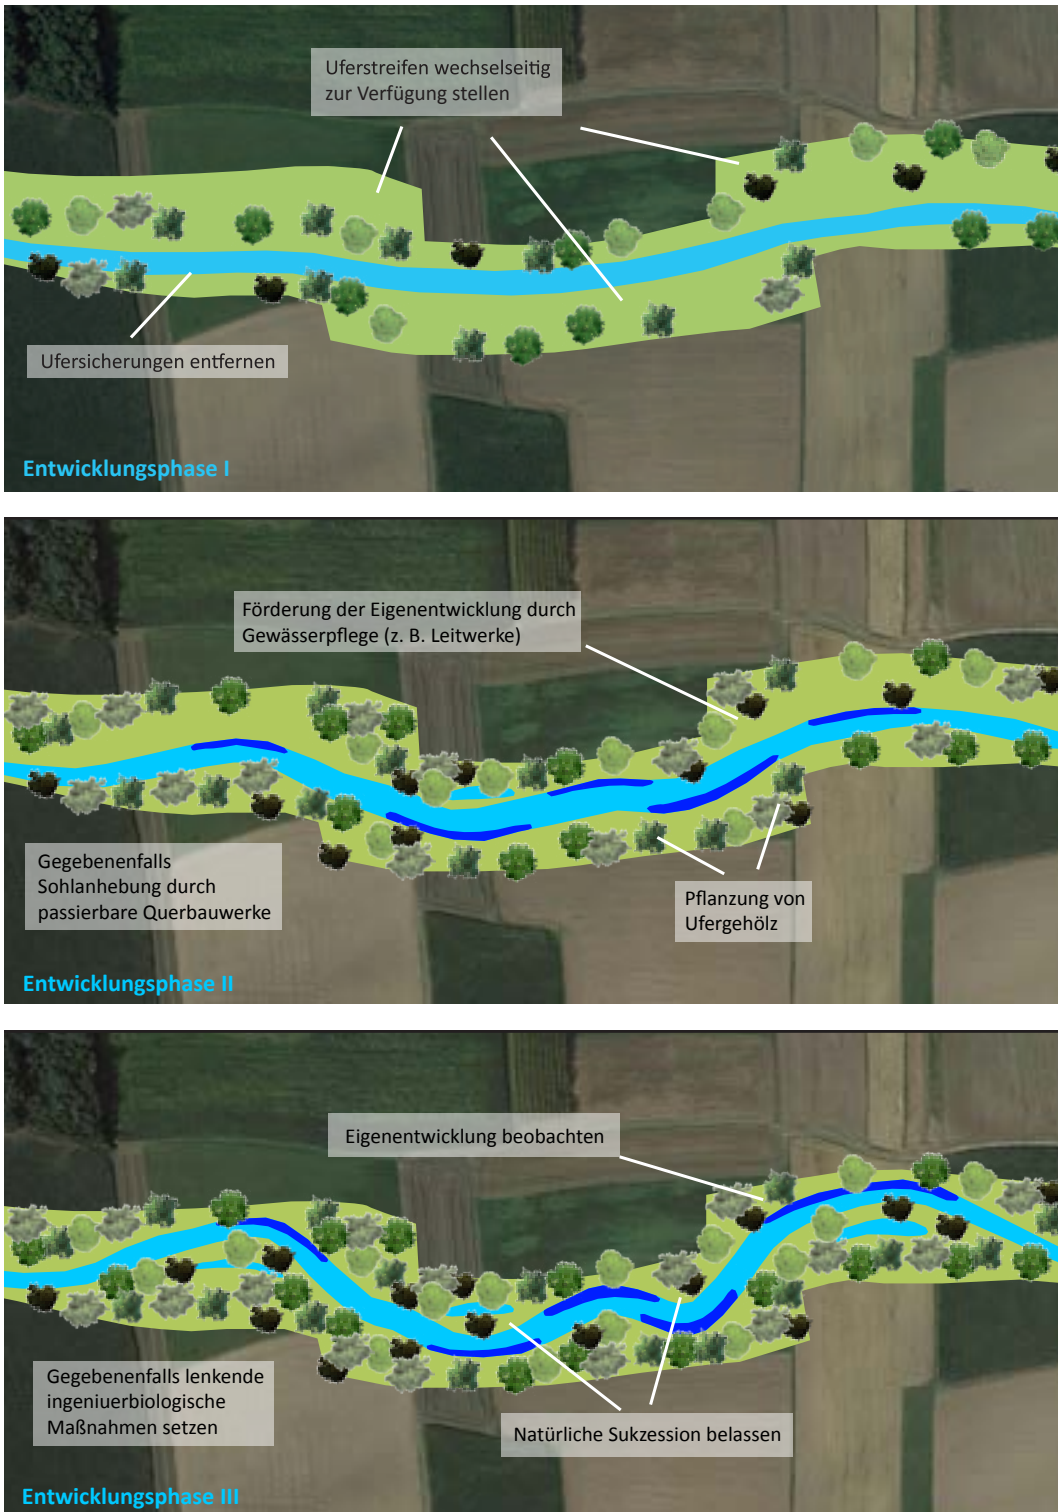 Uferstreifen wechselseitig
zur Verfügung stellen
Ufersicherungen entfernen
Entwicklungsphase I
Förderung der Eigenentwicklung durch
Gewässerpflege (z. B. Leitwerke)
Gegebenenfalls
Sohlanhebung durch
passierbare Querbauwerke
Pflanzung von
Ufergehölz
Entwicklungsphase II
Eigenentwicklung beobachten
Gegebenenfalls lenkende
ingeniuerbiologische
Maßnahmen setzen
Natürliche Sukzession belassen
Entwicklungsphase III